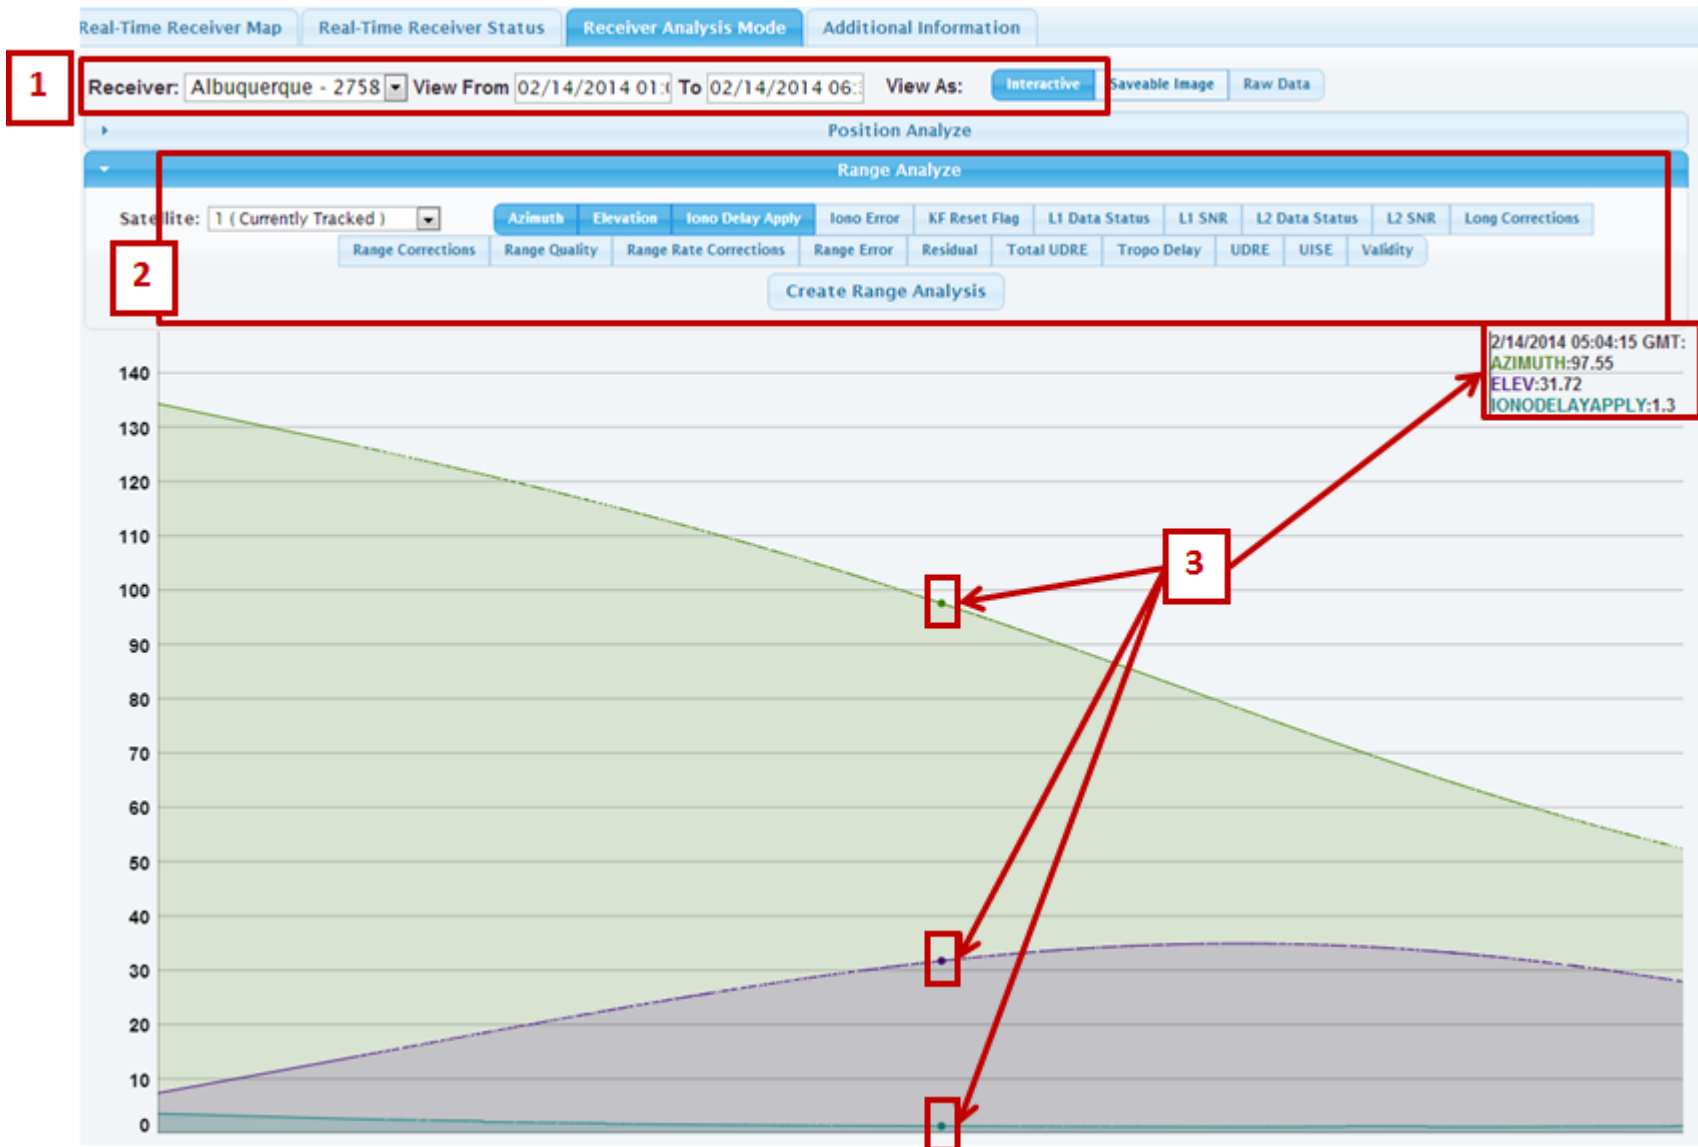 Real-Time Receiver Map Real-Time Receiver Status Receiver Analysis Mode Additional Information
1
Receiver: Albuquerque - 2758 View From 02/14/2014 01: To 02/14/2014 06: View As: Interactive Saveable Image Raw Data
Position Analyze
Range Analyze
Satellite: 1 ( Currently Tracked ) Azimuth Elevation Iono Delay Apply Iono Error KF Reset Flag L1 Data Status L1 SNR L2 Data Status L2 SNR Long Corrections
Range Corrections Range Quality Range Rate Corrections Range Error Residual Total UDRE Tropo Delay UDRE UISE Validity
2
Create Range Analysis
2/14/2014 05:04:15 GMT:
AZIMUTH:97.55
ELEV:31.72
IONODELAYAPPLY:1.3
140
130
120
110
3
100
90
80
70
60
50
40
30
20
10
0